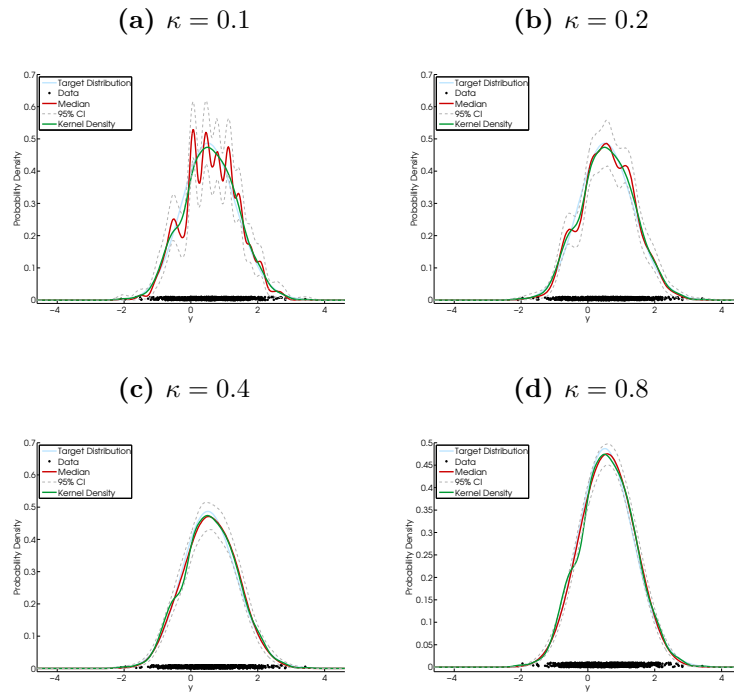 (a) κ = 0.1
0.7
0.6
0.5
0.4
0.3
0.2
0.1
0
Probability Density
Target Distribution
Data
Median
95% CI
Kernel Density
−4 −2 0 2 4
y
(b) κ = 0.2
0.7
0.6
0.5
0.4
0.3
0.2
0.1
0
Probability Density
Target Distribution
Data
Median
95% CI
Kernel Density
−4 −2 0 2 4
y
(c) κ = 0.4
0.7
0.6
0.5
0.4
0.3
0.2
0.1
0
Probability Density
Target Distribution
Data
Median
95% CI
Kernel Density
−4 −2 0 2 4
y
(d) κ = 0.8
0.5
0.45
0.4
0.35
0.3
0.25
0.2
0.15
0.1
0.05
0
Probability Density
Target Distribution
Data
Median
95% CI
Kernel Density
−4 −2 0 2 4
y